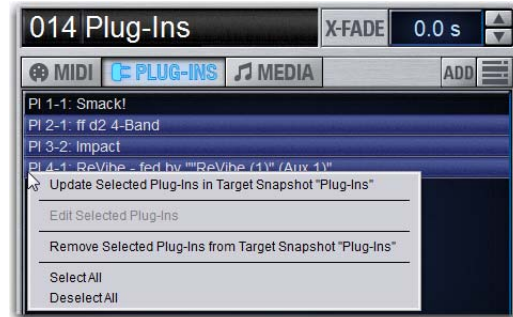 014 Plug-Ins X-FADE 0.0 s
MIDI PLUG-INS MEDIA ADD
PI 1-1: Smack!
PI 2-1: ff d2 4-Band
PI 3-2: Impact
PI 4-1: ReVibe - fed by ""ReVibe (1)" (Aux 1)"
Update Selected Plug-Ins in Target Snapshot "Plug-Ins"
Edit Selected Plug-Ins
Remove Selected Plug-Ins from Target Snapshot "Plug-Ins"
Select All
Deselect All